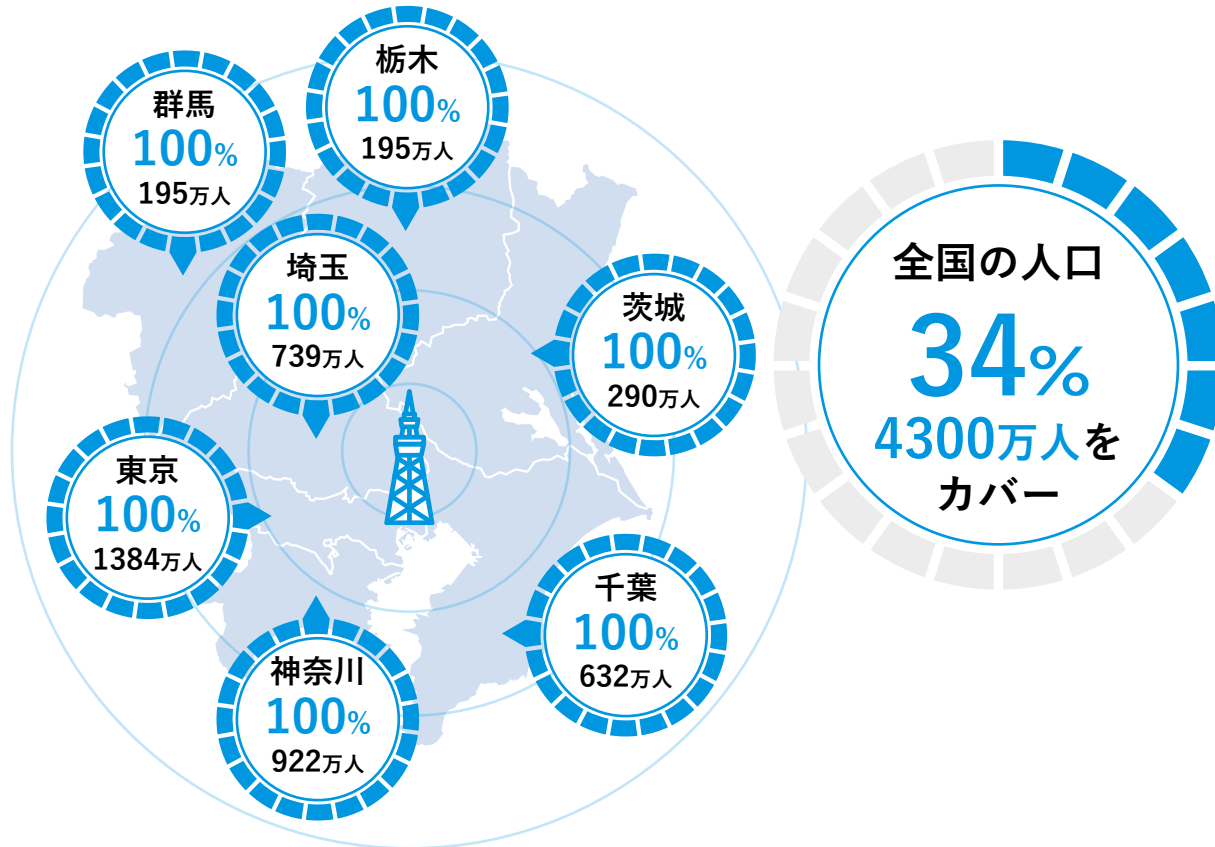 栃木
100%
195万人
群馬
100%
195万人
埼玉
100%
739万人
茨城
100%
290万人
東京
100%
1384万人
千葉
100%
632万人
神奈川
100%
922万人
全国の人口
34%
4300万人を
カバー